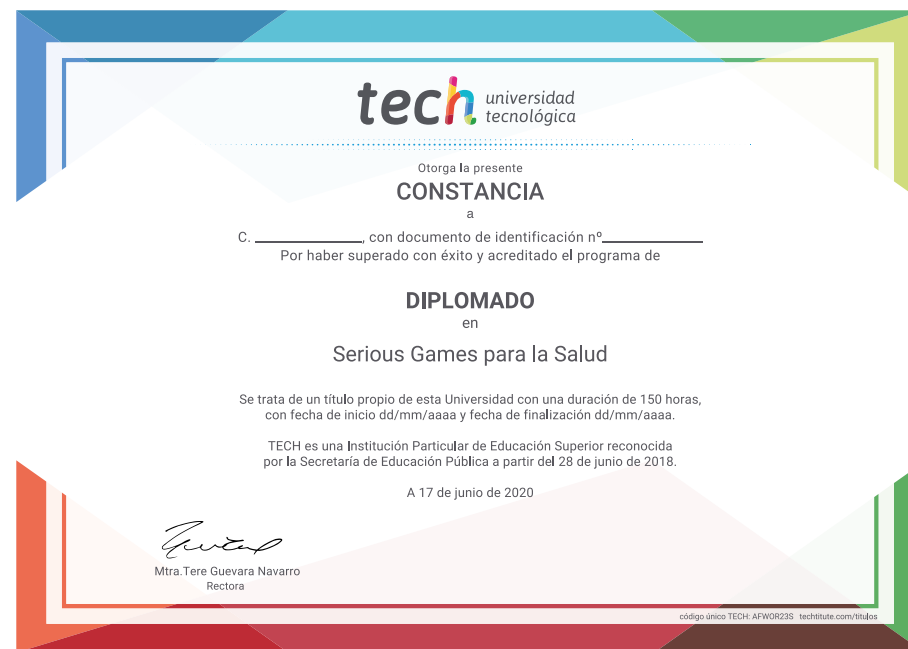 tech universidad
tecnológica
Otorga la presente
CONSTANCIA
a
C. ____________, con documento de identificación nº____________
Por haber superado con éxito y acreditado el programa de
DIPLOMADO
en
Serious Games para la Salud
Se trata de un título propio de esta Universidad con una duración de 150 horas,
con fecha de inicio dd/mm/aaaa y fecha de finalización dd/mm/aaaa.
TECH es una Institución Particular de Educación Superior reconocida
por la Secretaría de Educación Pública a partir del 28 de junio de 2018.
A 17 de junio de 2020
Mtra.Tere Guevara Navarro
Rectora
código único TECH: AFWOR23S techtitute.com/titulos